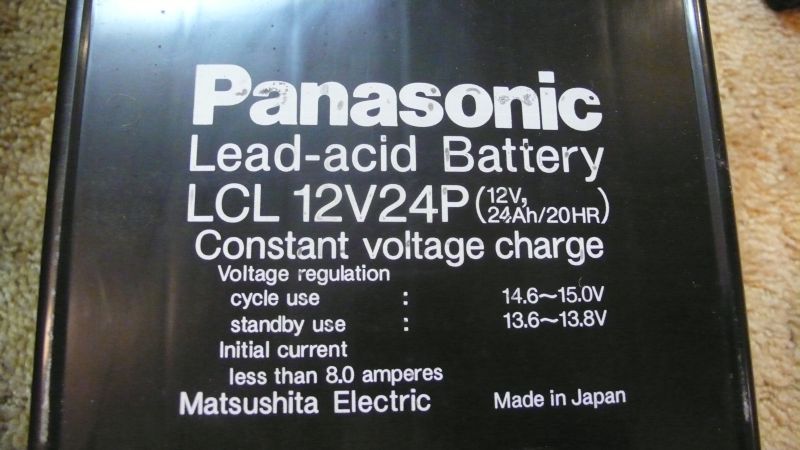 Panasonic
Lead-acid Battery
LCL 12V24P (12V, 24Ah/20HR)
Constant voltage charge
Voltage regulation
cycle use : 14.6~15.0V
standby use : 13.6~13.8V
Initial current
less than 8.0 amperes
Matsushita Electric Made in Japan